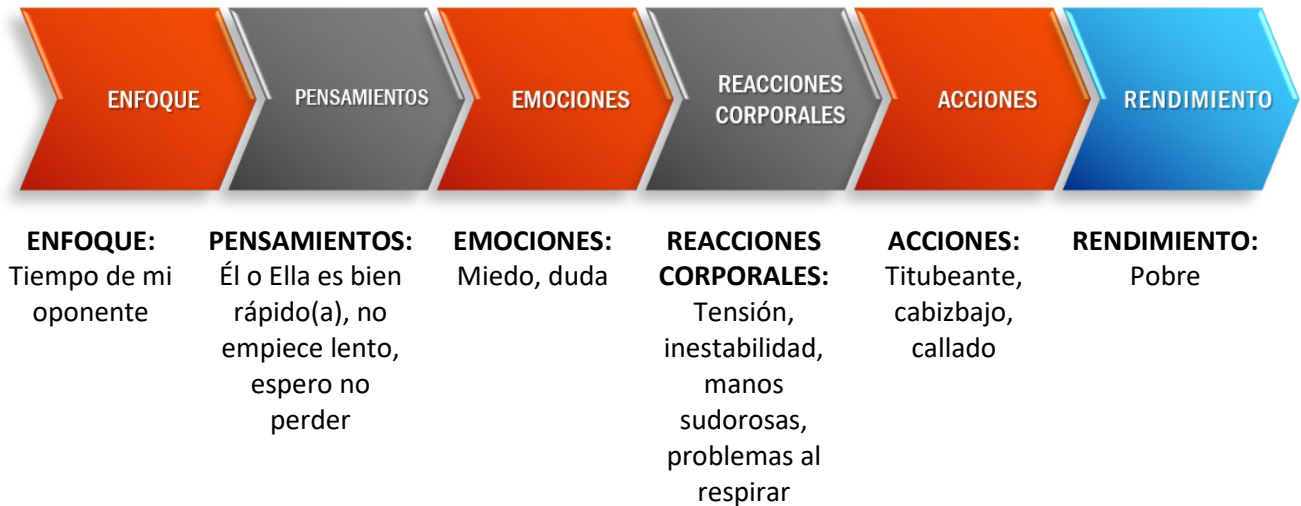 ENFOQUE
PENSAMIENTOS
EMOCIONES
REACCIONES
CORPORALES
ACCIONES
RENDIMIENTO
ENFOQUE:
Tiempo de mi
oponente
PENSAMIENTOS:
Él o Ella es bien
rápido(a), no
empiece lento,
espero no
perder
EMOCIONES:
Miedo, duda
REACCIONES
CORPORALES:
Tensión,
inestabilidad,
manos
sudorosas,
problemas al
respirar
ACCIONES:
Titubeante,
cabizbajo,
callado
RENDIMIENTO:
Pobre